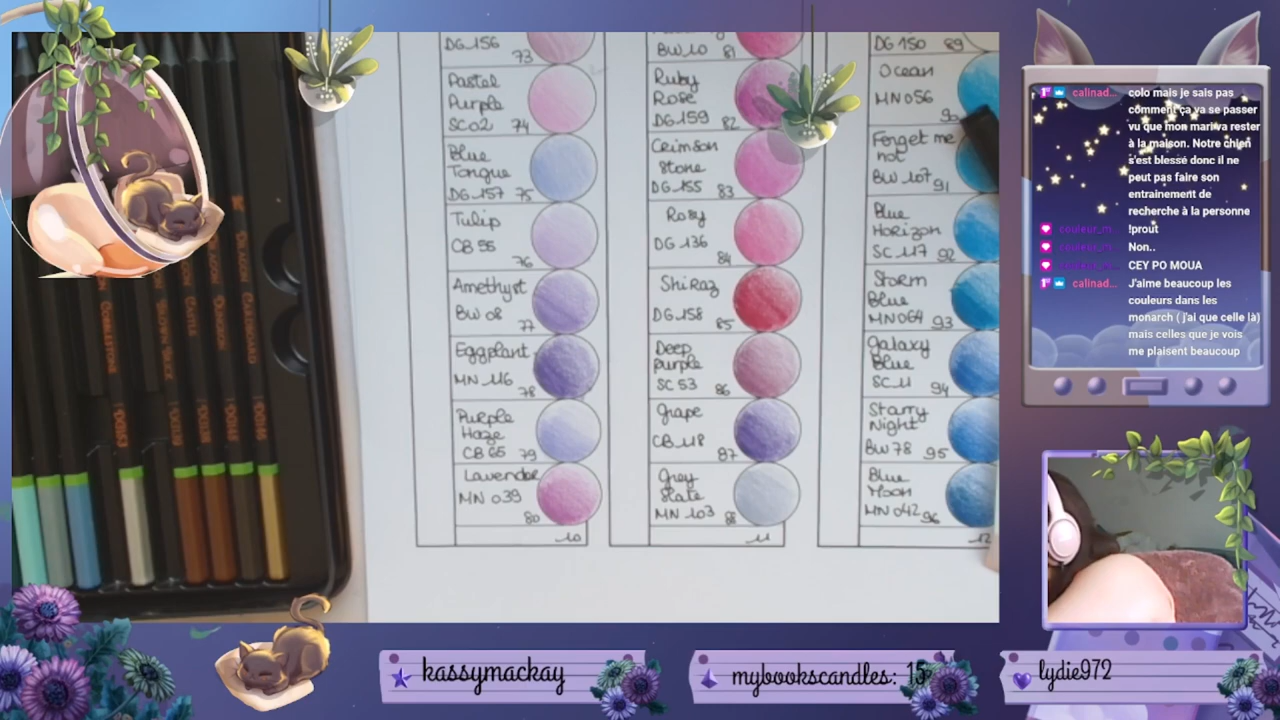 DG 156 73
Pastel
Purple
SC02 74
Blue
Tongue
DG 157 75
Tulip
CB 55
76
Amethyst
BW 08 77
Eggplant
MN 116
78
Purple
Haze
CB 65 79
Lavender
MN 039
80
10
BW 10 81
Ruby
Rose
DG 159 82
Crimson
Stone
DG 155 83
Rosy
DG 136
84
Shiraz
DG 158
85
Deep
purple
SC 53 86
Grape
CB 118
87
Grey
Slate
MN 103 88
11
DG 150 89
Ocean
MN 056
90
Forget me
not
BW 107 91
Blue
Horizon
SC 117 92
Storm
Blue
MN064 93
Galaxy
Blue
SC 11 94
Starry
Night
BW 78 95
Blue
Moon
MN 042 96
12
calinad... colo mais je sais pas
comment ça va se passer
vu que mon mari va rester
à la maison. Notre chien
s'est blessé donc il ne
peut pas faire son
entrainement de
recherche à la personne
couleur_m... !prout
couleur_m... Non..
CEY PO MOUA
calinad... J'aime beaucoup les
couleurs dans les
monarch ( j'ai que celle là)
mais celles que je vois
me plaisent beaucoup
kassymackay
mybookscandles: 15
lydie972